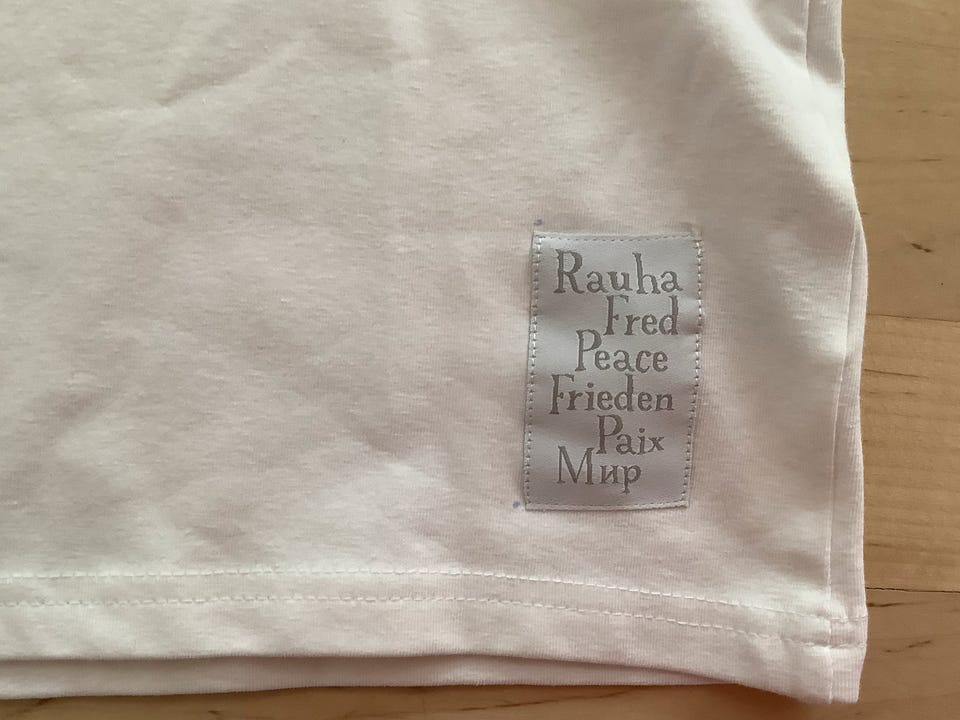 Rauha
Fred
Peace
Frieden
Paix
Мир